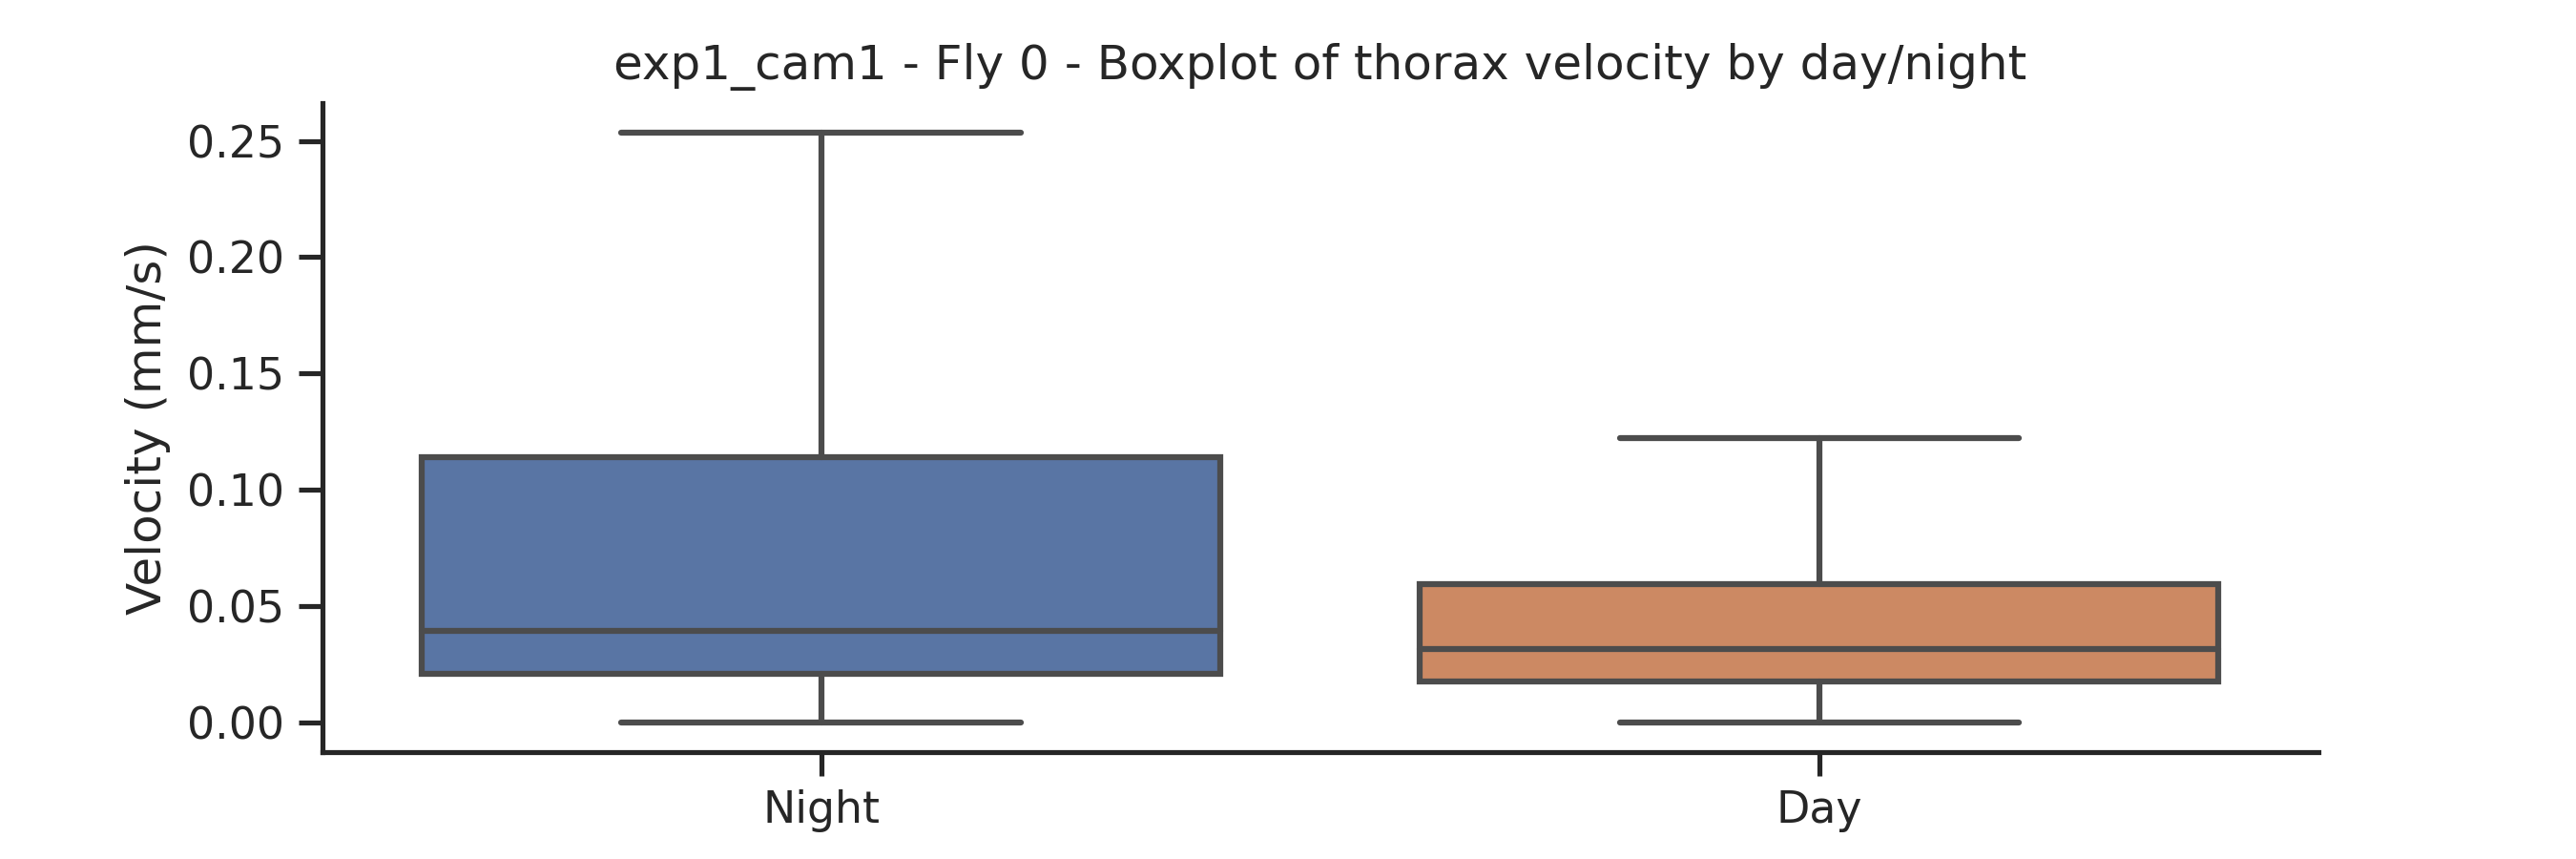 exp1_cam1 - Fly 0 - Boxplot of thorax velocity by day/night
Velocity (mm/s)
0.25
0.20
0.15
0.10
0.05
0.00
Night
Day